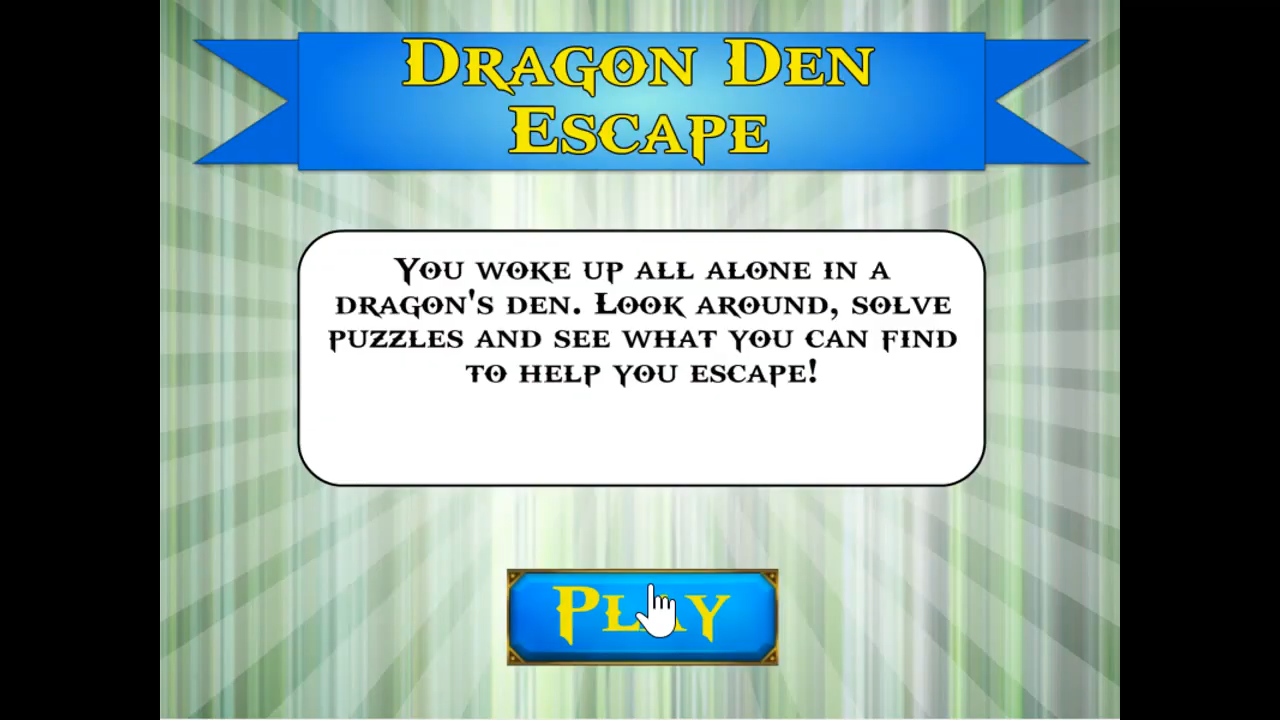 Dragon Den
Escape
You woke up all alone in a
dragon's den. Look around, solve
puzzles and see what you can find
to help you escape!
Play